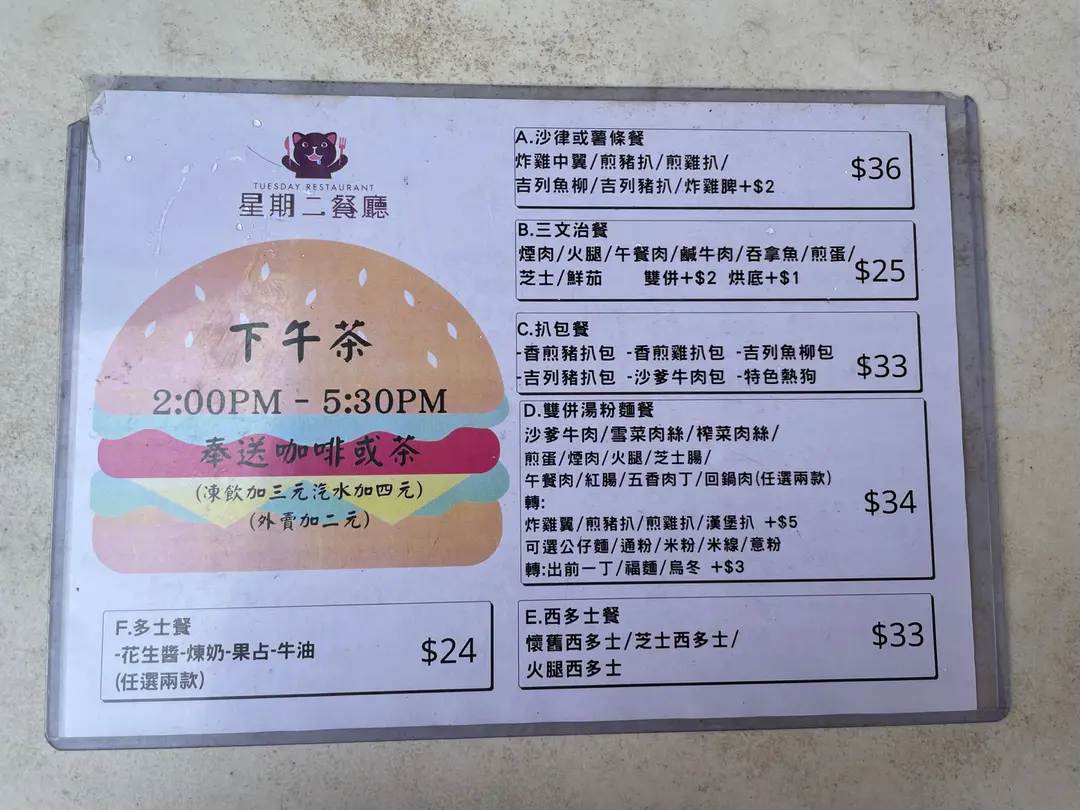 TUESDAY RESTAURANT
星期二餐廳
下午茶
2:00PM - 5:30PM
奉送咖啡或茶
(凍飲加三元汽水加四元)
(外賣加二元)
A.沙律或薯條餐
炸雞中翼/煎豬扒/煎雞扒/
吉列魚柳/吉列豬扒/炸雞髀+$2
$36
B.三文治餐
煙肉/火腿/午餐肉/鹹牛肉/吞拿魚/煎蛋/
芝士/鮮茄 雙併+$2 烘底+$1
$25
C.扒包餐
-香煎豬扒包 -香煎雞扒包 -吉列魚柳包
-吉列豬扒包 -沙爹牛肉包 -特色熱狗
$33
D.雙併湯粉麵餐
沙爹牛肉/雪菜肉絲/榨菜肉絲/
煎蛋/煙肉/火腿/芝士腸/
午餐肉/紅腸/五香肉丁/回鍋肉(任選兩款)
轉:
炸雞翼/煎豬扒/煎雞扒/漢堡扒 +$5
可選公仔麵/通粉/米粉/米線/意粉
轉:出前一丁/福麵/烏冬 +$3
$34
E.西多士餐
懷舊西多士/芝士西多士/
火腿西多士
$33
F.多士餐
-花生醬-煉奶-果占-牛油
(任選兩款)
$24